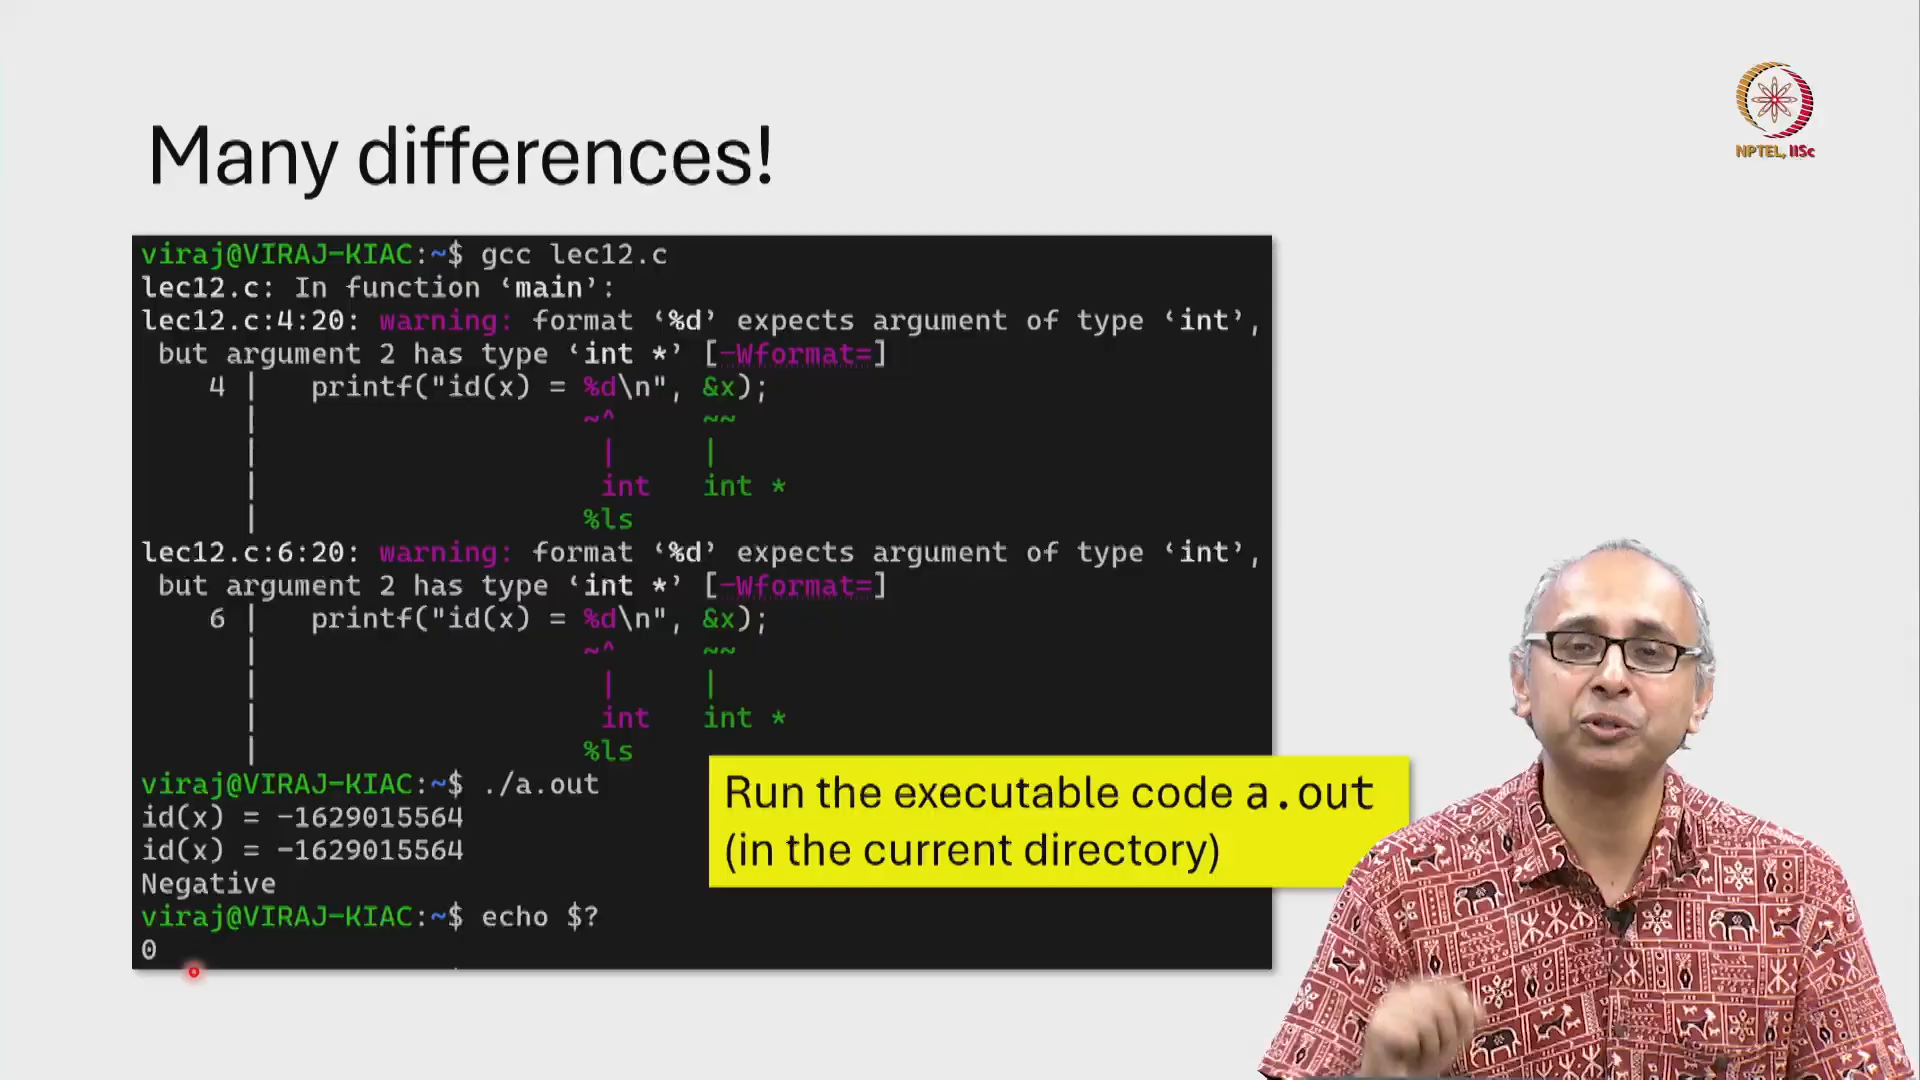 NPTEL, IISc
Many differences!
viraj@VIRAJ-KIAC:~$ gcc lec12.c
lec12.c: In function ‘main’:
lec12.c:4:20: warning: format ‘%d’ expects argument of type ‘int’,
but argument 2 has type ‘int *’ [-Wformat=]
4 |   printf("id(x) = %d\n", &x);
|                   ~^     ~~
|                    |     |
|                    int   int *
|                   %ls
lec12.c:6:20: warning: format ‘%d’ expects argument of type ‘int’,
but argument 2 has type ‘int *’ [-Wformat=]
6 |   printf("id(x) = %d\n", &x);
|                   ~^     ~~
|                    |     |
|                    int   int *
|                   %ls
viraj@VIRAJ-KIAC:~$ ./a.out
id(x) = -1629015564
id(x) = -1629015564
Negative
viraj@VIRAJ-KIAC:~$ echo $?
0
Run the executable code a.out
(in the current directory)